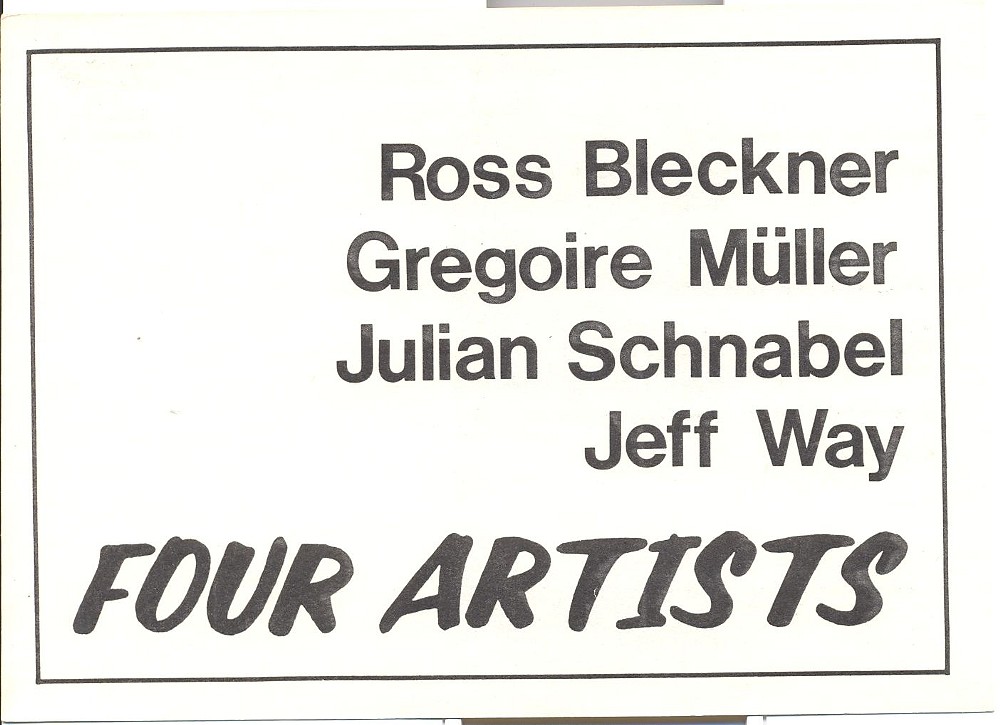 Ross Bleckner
Gregoire Müller
Julian Schnabel
Jeff Way
FOUR ARTISTS